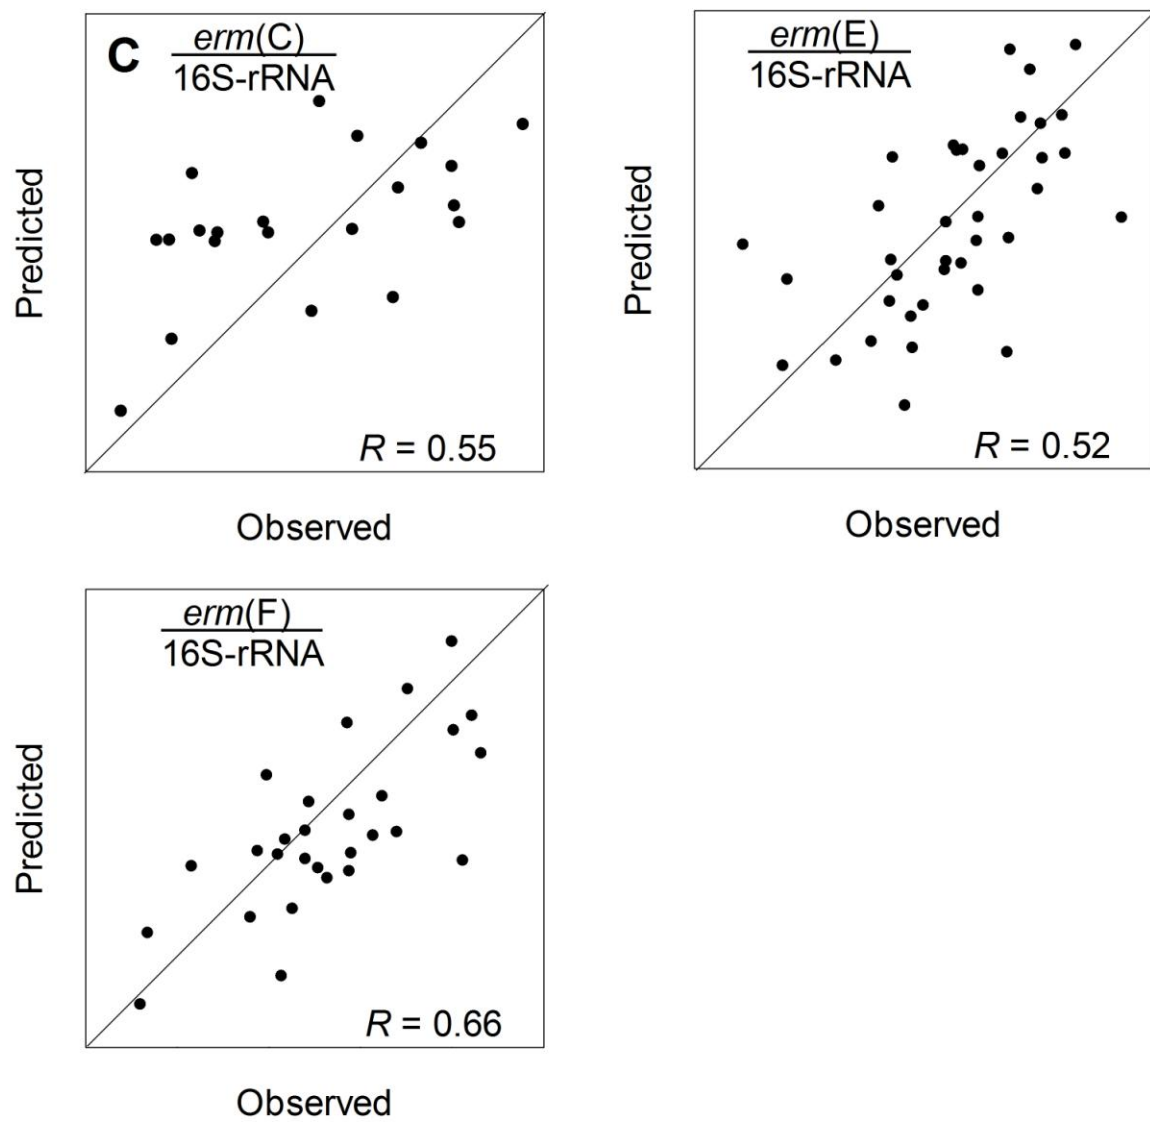 C
erm(C)
16S-rRNA
Predicted
R = 0.55
Observed
erm(E)
16S-rRNA
Predicted
R = 0.52
Observed
erm(F)
16S-rRNA
Predicted
R = 0.66
Observed